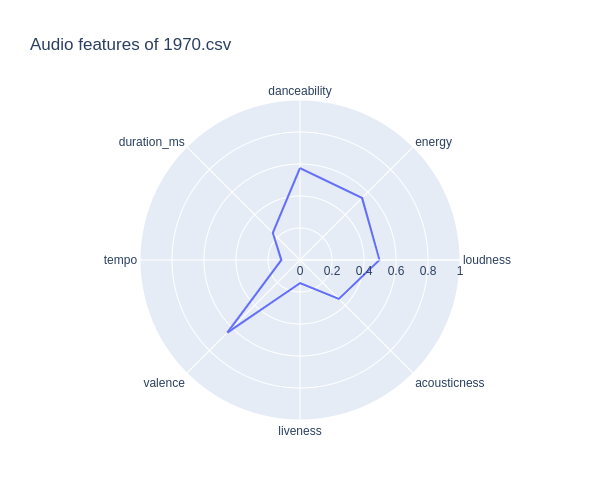 Audio features of 1970.csv
danceability
duration_ms
energy
tempo
loudness
0 0.2 0.4 0.6 0.8 1
valence
acousticness
liveness